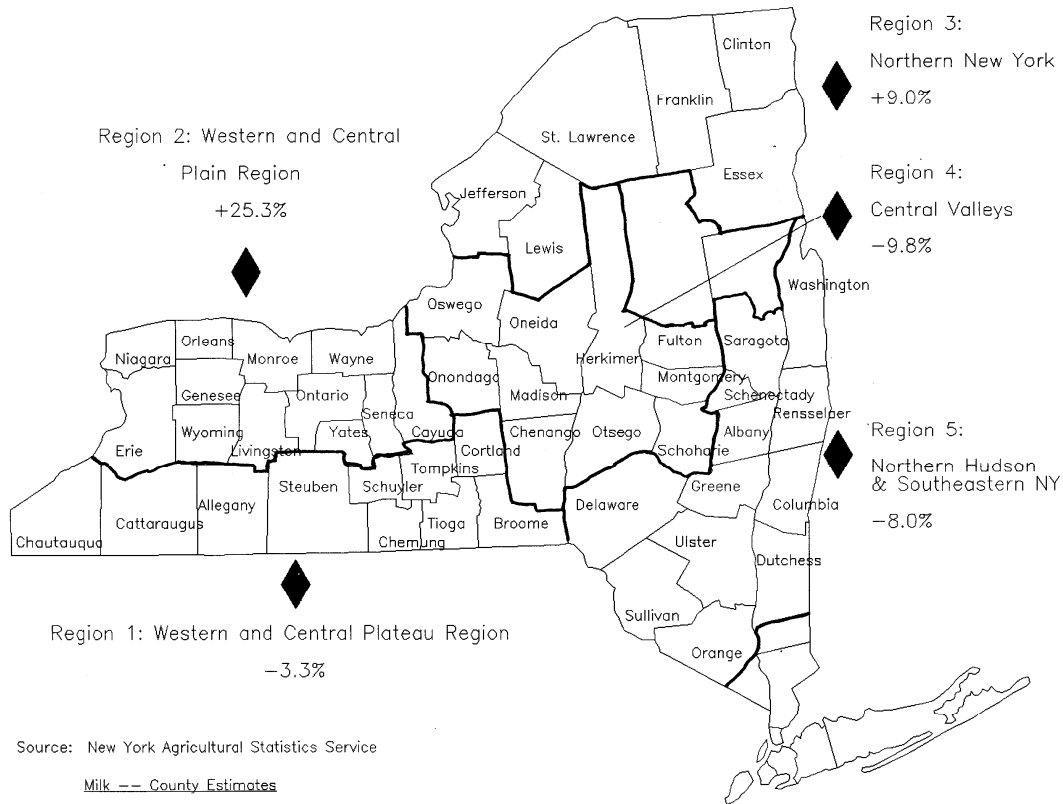 Region 3:
Northern New York
+9.0%
Region 2: Western and Central
Plain Region
+25.3%
Region 4:
Central Valleys
−9.8%
Clinton
Franklin
St. Lawrence
Essex
Jefferson
Lewis
Washington
Oswego
Oneida
Herkimer
Fulton
Saragota
Niagara
Orleans
Monroe
Wayne
Genesee
Ontario
Onondaga
Madison
Montgomery
Schenectady
Rensselaer
Seneca
Cayuga
Erie
Wyoming
Livingston
Yates
Cortland
Chenango
Otsego
Schoharie
Albany
Region 5:
Northern Hudson
& Southeastern NY
−8.0%
Tompkins
Steuben
Schuyler
Allegany
Cattaraugus
Chautauqua
Chemung
Tioga
Broome
Delaware
Greene
Columbia
Ulster
Dutchess
Sullivan
Orange
Region 1: Western and Central Plateau Region
−3.3%
Source: New York Agricultural Statistics Service
Milk −− County Estimates